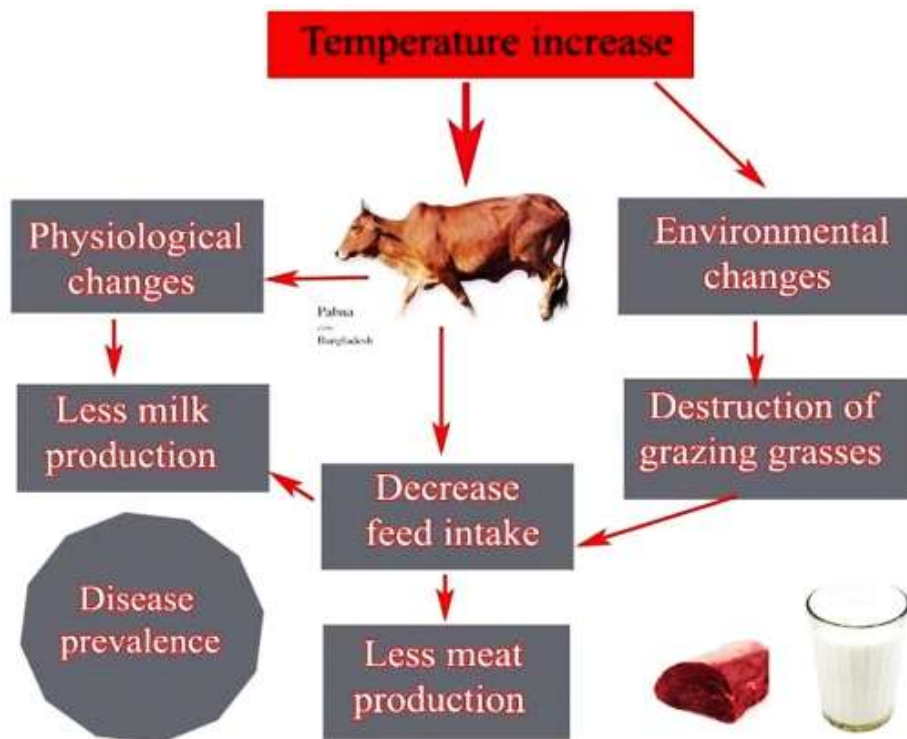 Temperature increase
Physiological
changes
Environmental
changes
Pabna
cow
Bangladesh
Less milk
production
Destruction of
grazing grasses
Decrease
feed intake
Disease
prevalence
Less meat
production